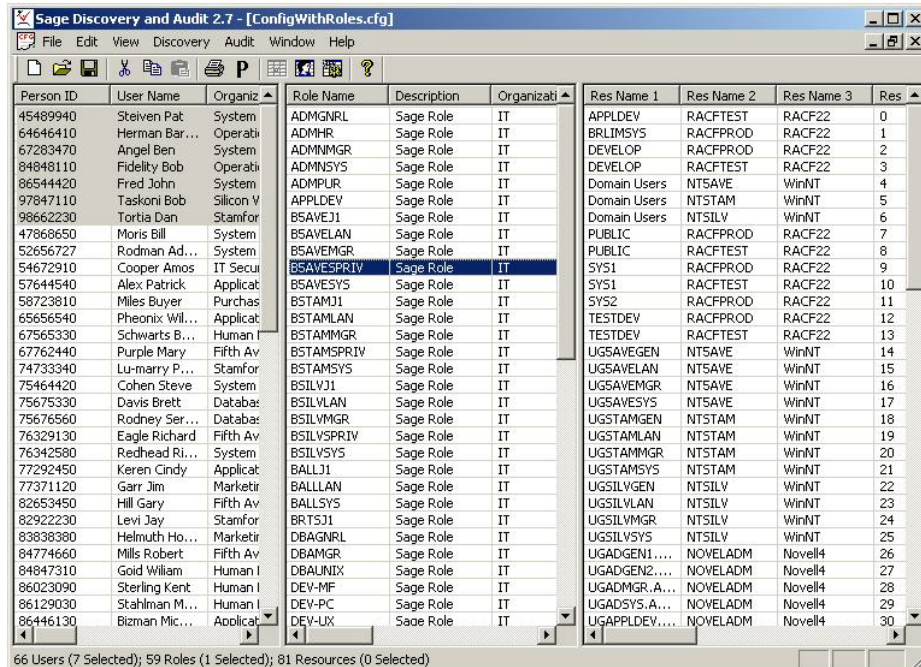 Sage Discovery and Audit 2.7 - [ConfigWithRoles.cfg]
File Edit View Discovery Audit Window Help
P
Person ID User Name Organiz Role Name Description Organizati Res Name 1 Res Name 2 Res Name 3 Res
45489940 Steiven Pat System ADMGNRL Sage Role IT APPLDEV RACFTEST RACF22 0
64646410 Herman Bar... Operati ADMHR Sage Role IT BRLIMSYS RACFPROD RACF22 1
67283470 Angel Ben System ADMNMGR Sage Role IT DEVELOP RACFPROD RACF22 2
84848110 Fidelity Bob Operati ADMNSYS Sage Role IT DEVELOP RACFTEST RACF22 3
86544420 Fred John System ADMPUR Sage Role IT Domain Users NT5AVE WinNT 4
97847110 Taskoni Bob Silicon V APPLDEV Sage Role IT Domain Users NTSTAM WinNT 5
98662230 Tortia Dan Stamfor B5AVEJ1 Sage Role IT Domain Users NTSILV WinNT 6
47868650 Moris Bill System B5AVELAN Sage Role IT PUBLIC RACFPROD RACF22 7
52656727 Rodman Ad... System B5AVEMGR Sage Role IT PUBLIC RACFTEST RACF22 8
54672910 Cooper Amos IT Secur B5AVESPRIV Sage Role IT SYS1 RACFPROD RACF22 9
57644540 Alex Patrick Applicat B5AVESYS Sage Role IT SYS1 RACFTEST RACF22 10
58723810 Miles Buyer Purchas BSTAMJ1 Sage Role IT SYS2 RACFPROD RACF22 11
65656540 Pheonix Wil... Applicat BSTAMLAN Sage Role IT TESTDEV RACFPROD RACF22 12
67565330 Schwarts B... Human BSTAMMGR Sage Role IT TESTDEV RACFTEST RACF22 13
67762440 Purple Mary Fifth Av BSTAMSPRIV Sage Role IT UG5AVEGEN NT5AVE WinNT 14
74733340 Lu-marry P... Stamfor BSTAMSYS Sage Role IT UG5AVELAN NT5AVE WinNT 15
75464420 Cohen Steve System BSILVJ1 Sage Role IT UG5AVEMGR NT5AVE WinNT 16
75675330 Davis Brett Databas BSILVLAN Sage Role IT UG5AVESYS NT5AVE WinNT 17
75676560 Rodney Ser... Databas BSILVMGR Sage Role IT UGSTAMGEN NTSTAM WinNT 18
76329130 Eagle Richard Fifth Av BSILVSPRIV Sage Role IT UGSTAMLAN NTSTAM WinNT 19
76342580 Redhead Ri... System BSILVSYS Sage Role IT UGSTAMMGR NTSTAM WinNT 20
77292450 Keren Cindy Applicat BALLJ1 Sage Role IT UGSTAMSYS NTSTAM WinNT 21
77371120 Garr Jim Marketin BALLLAN Sage Role IT UGSILVGEN NTSILV WinNT 22
82653450 Hill Gary Fifth Av BALLSYS Sage Role IT UGSILVLAN NTSILV WinNT 23
82922230 Levi Jay Stamfor BRTSJ1 Sage Role IT UGSILVMGR NTSILV WinNT 24
83838380 Helmuth Ho... Marketin DBAGNRL Sage Role IT UGSILVSYS NTSILV WinNT 25
84774660 Mills Robert Fifth Av DBAMGR Sage Role IT UGADGEN1.... NOVELADM Novell4 26
84847310 Goid Wiliam Human DBAUNIX Sage Role IT UGADGEN2.... NOVELADM Novell4 27
86023090 Sterling Kent Human DEV-MF Sage Role IT UGADMGR.A... NOVELADM Novell4 28
86129030 Stahlman M... Human DEV-PC Sage Role IT UGADSYS.A... NOVELADM Novell4 29
86446130 Bizman Mic... Applicat DEV-UX Sage Role IT UGAPPLDEV.... NOVELADM Novell4 30
66 Users (7 Selected); 59 Roles (1 Selected); 81 Resources (0 Selected)